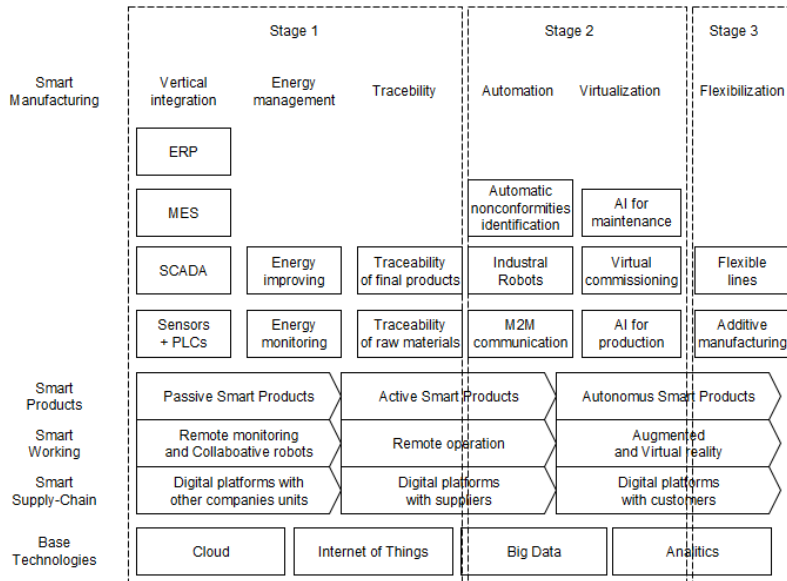 Stage 1
Stage 2
Stage 3
Smart
Manufacturing
Vertical
integration
Energy
management
Tracebility
Automation
Virtualization
Flexibilization
ERP
MES
Automatic
nonconformities
identification
AI for
maintenance
SCADA
Energy
improving
Traceability
of final products
Industral
Robots
Virtual
commissioning
Flexible
lines
Sensors
+ PLCs
Energy
monitoring
Traceability
of raw materials
M2M
communication
AI for
production
Additive
manufacturing
Smart
Products
Passive Smart Products
Active Smart Products
Autonomus Smart Products
Smart
Working
Remote monitoring
and Collaboative robots
Remote operation
Augmented
and Virtual reality
Smart
Supply-Chain
Digital platforms with
other companies units
Digital platforms
with suppliers
Digital platforms
with customers
Base
Technologies
Cloud
Internet of Things
Big Data
Analitics